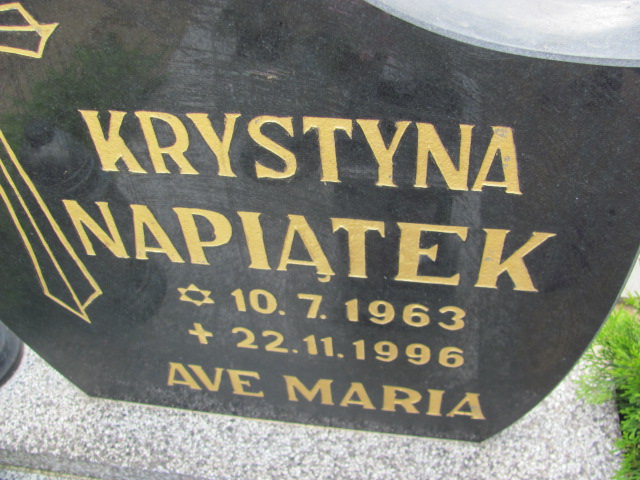 KRYSTYNA
NAPIĄTEK
✡ 10. 7. 1963
✝ 22.11.1996
AVE MARIA